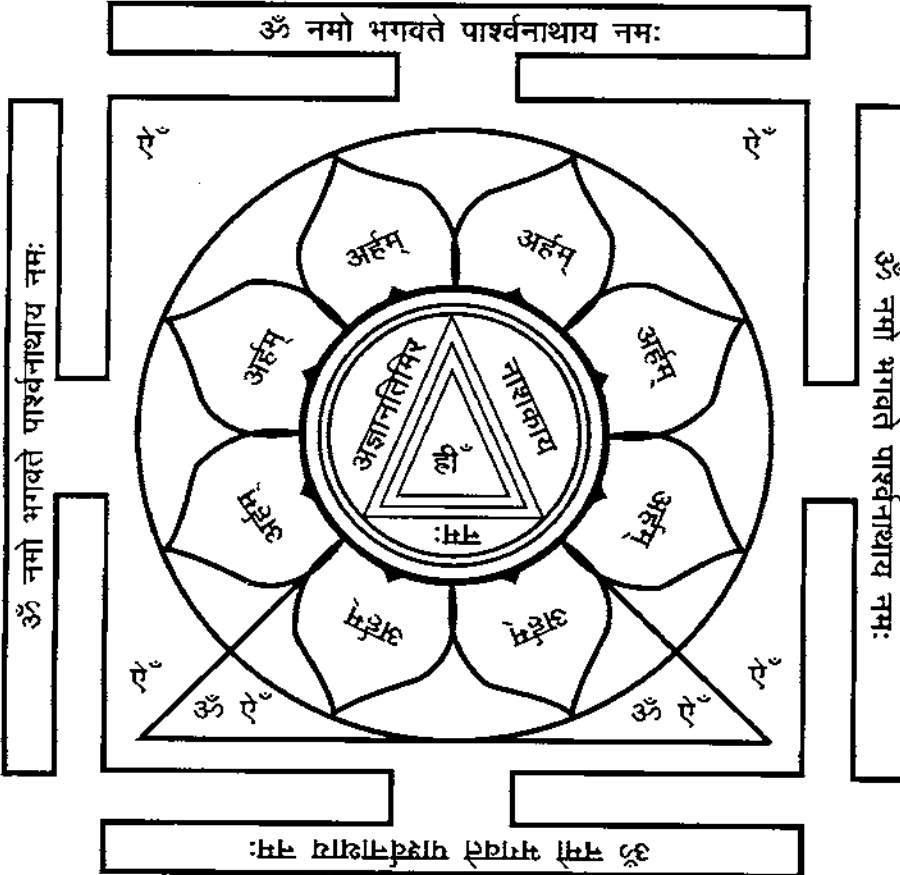 ॐ नमो भगवते पार्श्वनाथाय नमः
ऐँ
ऐँ
ॐ नमो भगवते पार्श्वनाथाय नमः
ॐ नमो भगवते पार्श्वनाथाय नमः
अर्हम्
अर्हम्
अर्हम्
अर्हम्
अर्हम्
अर्हम्
अर्हम्
अर्हम्
अज्ञानतिमिर
नाशकाय
नमः
ह्रीँ
ऐँ
ऐँ
ॐ ऐँ
ॐ ऐँ
ॐ नमो भगवते पार्श्वनाथाय नमः